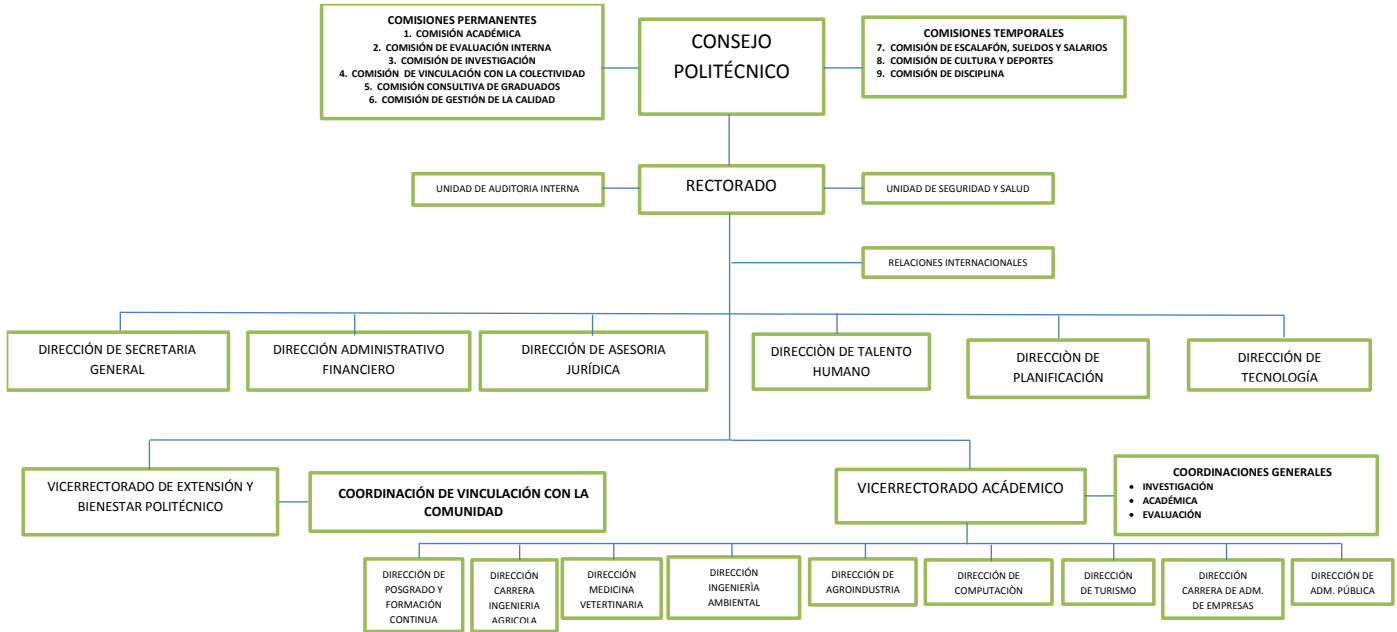 COMISIONES PERMANENTES
1. COMISIÓN ACADÉMICA
2. COMISIÓN DE EVALUACIÓN INTERNA
3. COMISIÓN DE INVESTIGACIÓN
4. COMISIÓN DE VINCULACIÓN CON LA COLECTIVIDAD
5. COMISIÓN CONSULTIVA DE GRADUADOS
6. COMISIÓN DE GESTIÓN DE LA CALIDAD
CONSEJO
POLITÉCNICO
COMISIONES TEMPORALES
7. COMISIÓN DE ESCALAFÓN, SUELDOS Y SALARIOS
8. COMISIÓN DE CULTURA Y DEPORTES
9. COMISIÓN DE DISCIPLINA
UNIDAD DE AUDITORIA INTERNA
RECTORADO
UNIDAD DE SEGURIDAD Y SALUD
RELACIONES INTERNACIONALES
DIRECCIÓN DE SECRETARIA
GENERAL
DIRECCIÓN ADMINISTRATIVO
FINANCIERO
DIRECCIÓN DE ASESORIA
JURÍDICA
DIRECCIÒN DE TALENTO
HUMANO
DIRECCIÒN DE
PLANIFICACIÓN
DIRECCIÓN DE
TECNOLOGÍA
VICERRECTORADO DE EXTENSIÓN Y
BIENESTAR POLITÉCNICO
COORDINACIÓN DE VINCULACIÓN CON LA
COMUNIDAD
VICERRECTORADO ACÁDEMICO
COORDINACIONES GENERALES
• INVESTIGACIÓN
• ACADÉMICA
• EVALUACIÓN
DIRECCIÓN DE
POSGRADO Y
FORMACIÓN
CONTINUA
DIRECCIÓN
CARRERA
INGENIERIA
AGRICOLA
DIRECCIÓN
MEDICINA
VETERTINARIA
DIRECCIÓN
INGENIERÌA
AMBIENTAL
DIRECCIÓN DE
AGROINDUSTRIA
DIRECCIÓN DE
COMPUTACIÒN
DIRECCIÓN
DE TURISMO
DIRECCIÓN
CARRERA DE ADM.
DE EMPRESAS
DIRECCIÓN DE
ADM. PÚBLICA